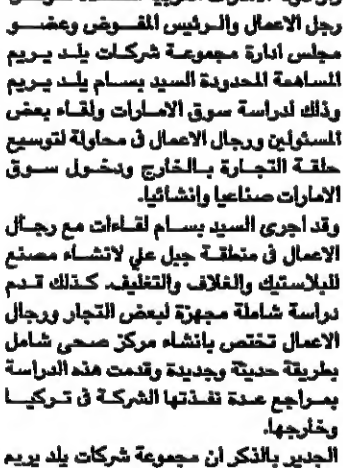 رجل الاعمال والرئيس المفوض وعضو
مجلس ادارة مجموعة شركات يلد يريم
المساهمة المحدودة السيد بسام يلد يريم
وذلك لدراسة سوق الامارات ولقاء بعض
المسئولين ورجال الاعمال في محاولة لتوسيع
حلقة التجارة بالخارج ودخول سوق
الامارات صناعيا وانشائيا.
وقد اجرى السيد بسام لقاءات مع رجال
الاعمال في منطقة جبل علي لانشاء مصنع
للبلاستيك والغلاف والتغليف. كذلك قدم
دراسة شاملة مجهزة لبعض التجار ورجال
الاعمال تختص بانشاء مركز صحي شامل
بطريقة حديثة وجديدة وقدمت هذه الدراسة
بمراجع عدة نفذتها الشركة في تركيا
وخارجها.
الجدير بالذكر ان مجموعة شركات يلد يريم